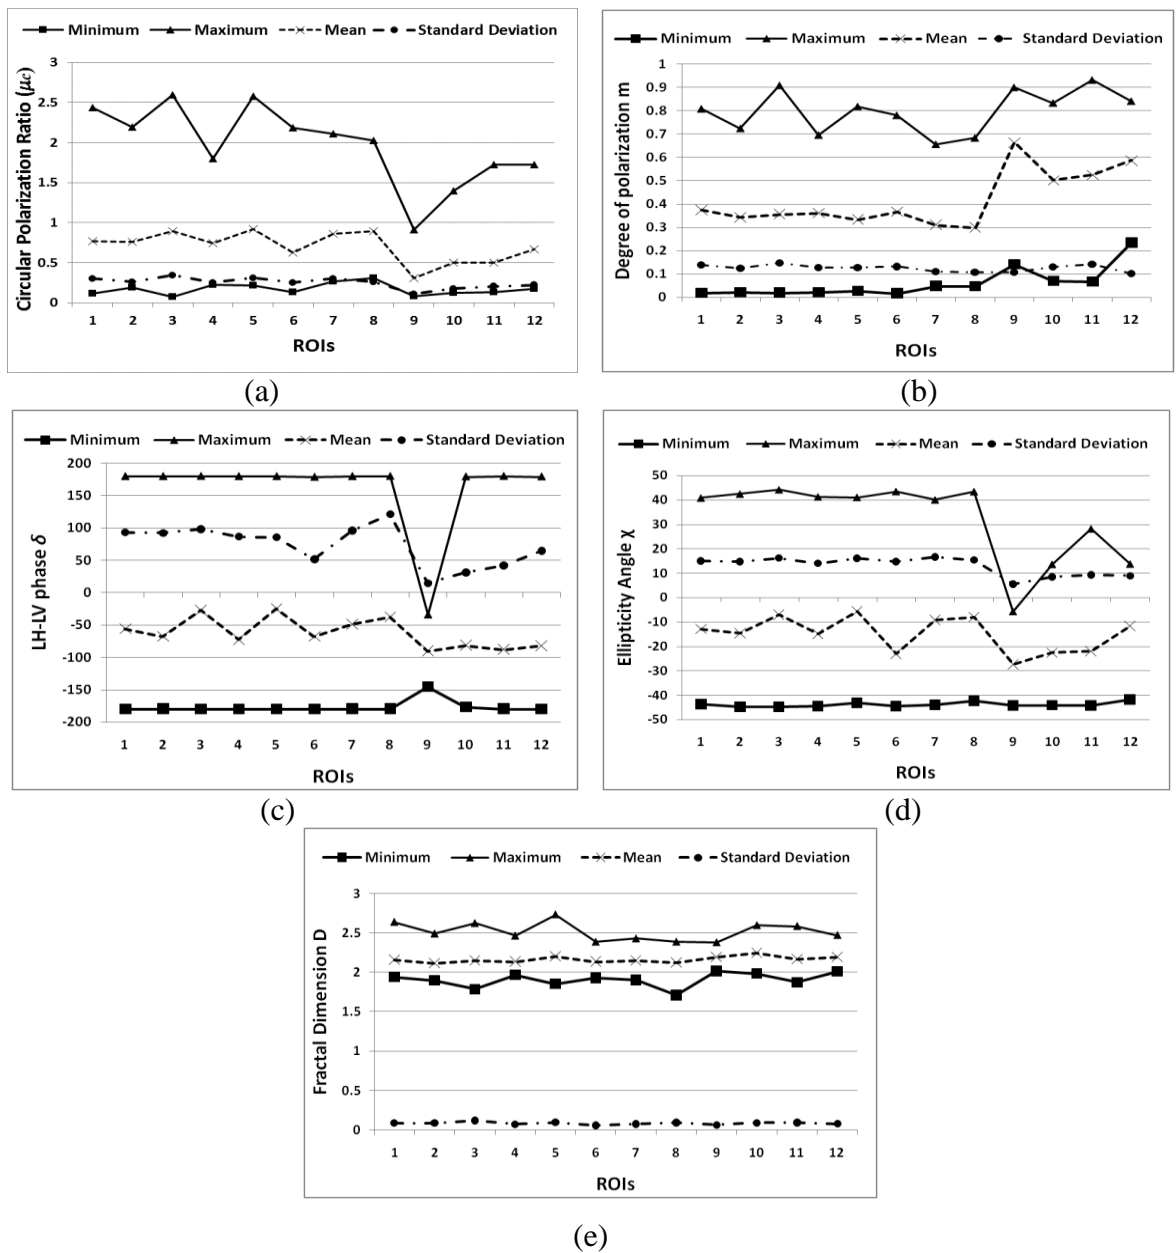 Minimum Maximum Mean Standard Deviation
Circular Polarization Ratio (μc)
3
2.5
2
1.5
1
0.5
0
1 2 3 4 5 6 7 8 9 10 11 12
ROIs
(a)
Minimum Maximum Mean Standard Deviation
Degree of polarization m
1
0.9
0.8
0.7
0.6
0.5
0.4
0.3
0.2
0.1
0
1 2 3 4 5 6 7 8 9 10 11 12
ROIs
(b)
Minimum Maximum Mean Standard Deviation
LH-LV phase δ
200
150
100
50
0
-50
-100
-150
-200
1 2 3 4 5 6 7 8 9 10 11 12
ROIs
(c)
Minimum Maximum Mean Standard Deviation
Ellipticity Angle χ
50
40
30
20
10
0
-10
-20
-30
-40
-50
1 2 3 4 5 6 7 8 9 10 11 12
ROIs
(d)
Minimum Maximum Mean Standard Deviation
Fractal Dimension D
3
2.5
2
1.5
1
0.5
0
1 2 3 4 5 6 7 8 9 10 11 12
ROIs
(e)